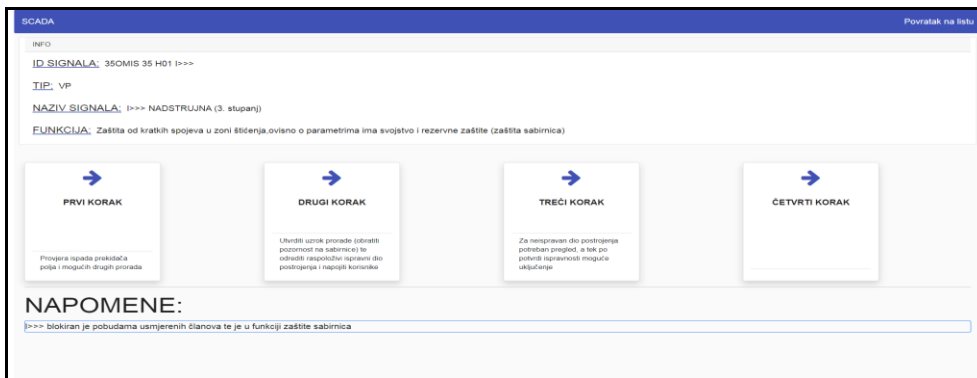 SCADA
Povratak na listu
INFO
ID SIGNALA: 35OMIS 35 H01 I>>>
TIP: VP
NAZIV SIGNALA: I>>> NADSTRUJNA (3. stupanj)
FUNKCIJA: Zaštita od kratkih spojeva u zoni štićenja,ovisno o parametrima ima svojstvo i rezervne zaštite (zaštita sabirnica)
PRVI KORAK
Provjera ispada prekidača
polja i mogućih drugih prorada
DRUGI KORAK
Utvrditi uzrok prorade (obratiti
pozornost na sabirnice) te
odrediti raspoloživi ispravni dio
postrojenja i napojiti korisnike
TREĆI KORAK
Za neispravan dio postrojenja
potreban pregled, a tek po
potvrdi ispravnosti moguće
uključenje
ČETVRTI KORAK
NAPOMENE:
I>>> blokiran je pobudama usmjerenih članova te je u funkciji zaštite sabirnica